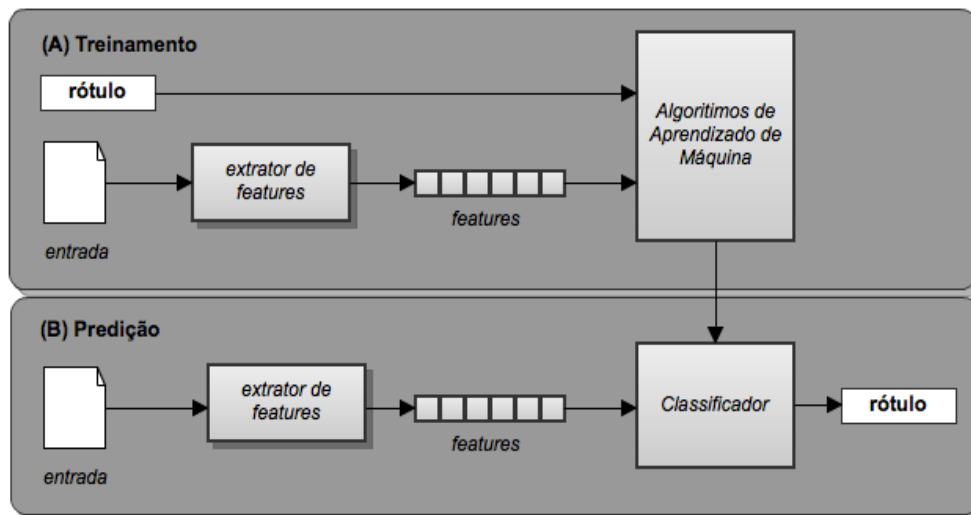 (A) Treinamento
rótulo
Algoritimos de
Aprendizado de
Máquina
extrator de
features
features
entrada
(B) Predição
extrator de
features
Classificador
rótulo
features
entrada